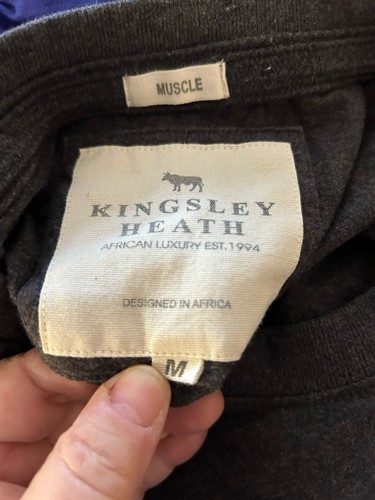 MUSCLE
KINGSLEY
HEATH
AFRICAN LUXURY EST.1994
DESIGNED IN AFRICA
M